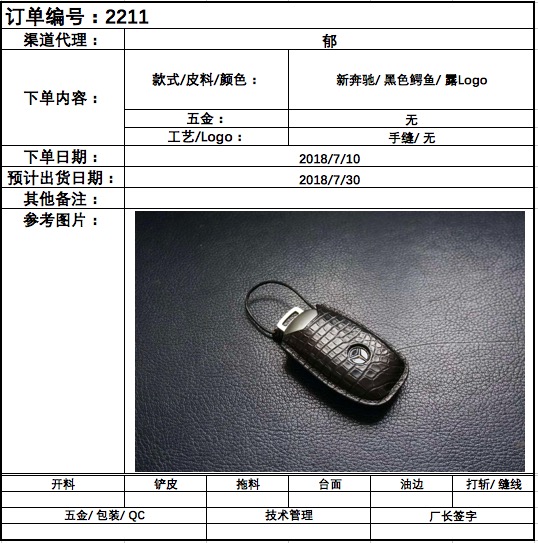 订单编号：2211
渠道代理： 郁
下单内容： 款式/皮料/颜色： 新奔驰/ 黑色鳄鱼/ 露Logo
五金： 无
工艺/Logo： 手缝/ 无
下单日期： 2018/7/10
预计出货日期： 2018/7/30
其他备注：
参考图片：
开料 铲皮 拖料 台面 油边 打斩/ 缝线
五金/ 包装/ QC 技术管理 厂长签字